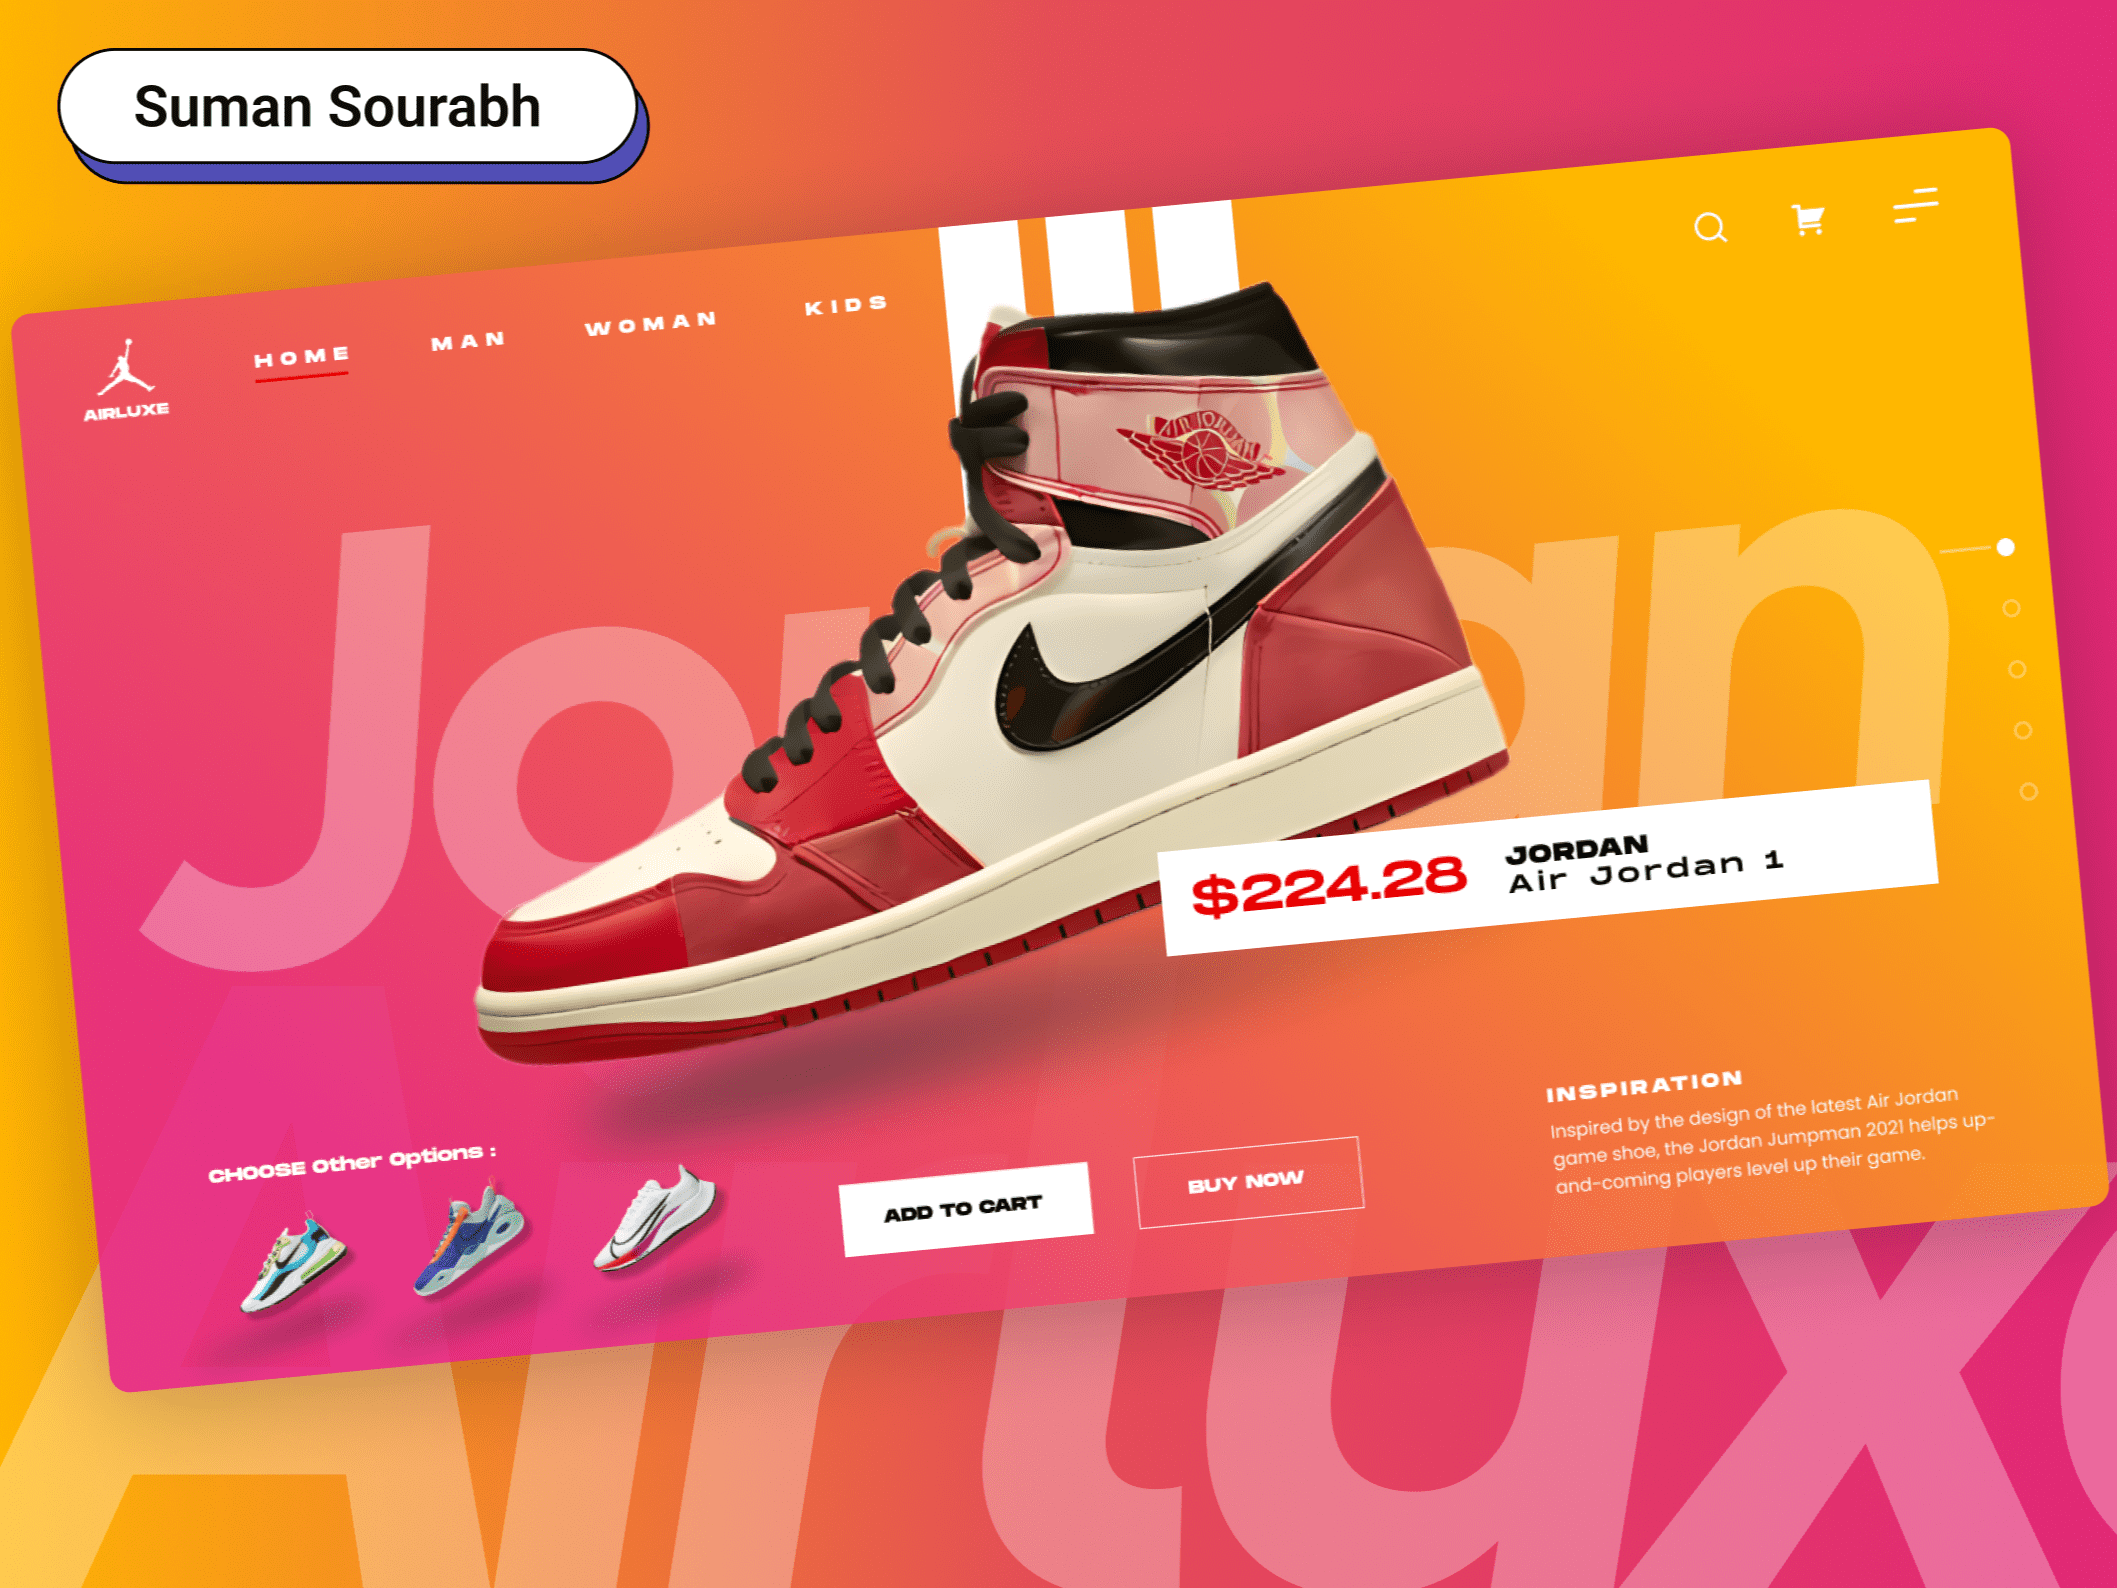 Suman Sourabh
AIRLUXE
HOME
MAN
WOMAN
KIDS
Jordan
AIR JORDAN
$224.28
JORDAN
Air Jordan 1
INSPIRATION
Inspired by the design of the latest Air Jordan
game shoe, the Jordan Jumpman 2021 helps up-
and-coming players level up their game.
CHOOSE Other Options :
ADD TO CART
BUY NOW
Airluxe